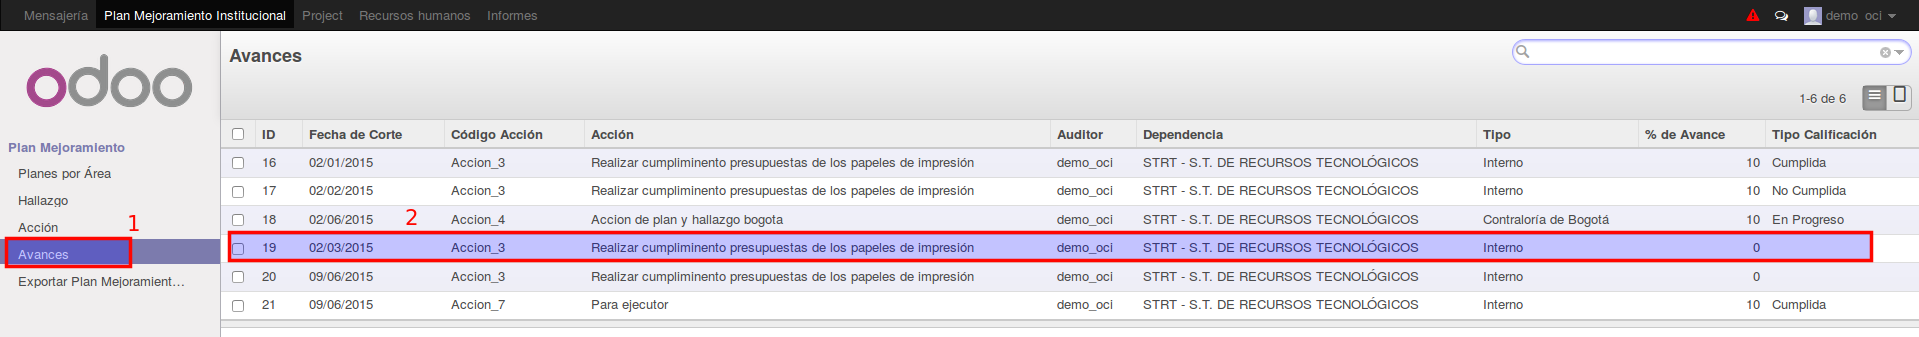 Mensajería Plan Mejoramiento Institucional Project Recursos humanos Informes demo oci
odoo
Avances
1-6 de 6
Plan Mejoramiento
Planes por Área
Hallazgo
Acción
1
Avances
Exportar Plan Mejoramient...
ID Fecha de Corte Código Acción Acción Auditor Dependencia Tipo % de Avance Tipo Calificación
16 02/01/2015 Accion_3 Realizar cumpliminento presupuestas de los papeles de impresión demo_oci STRT - S.T. DE RECURSOS TECNOLÓGICOS Interno 10 Cumplida
17 02/02/2015 Accion_3 Realizar cumpliminento presupuestas de los papeles de impresión demo_oci STRT - S.T. DE RECURSOS TECNOLÓGICOS Interno 10 No Cumplida
18 02/06/2015 2 Accion_4 Accion de plan y hallazgo bogota demo_oci STRT - S.T. DE RECURSOS TECNOLÓGICOS Contraloría de Bogotá 10 En Progreso
19 02/03/2015 Accion_3 Realizar cumpliminento presupuestas de los papeles de impresión demo_oci STRT - S.T. DE RECURSOS TECNOLÓGICOS Interno 0
20 09/06/2015 Accion_3 Realizar cumpliminento presupuestas de los papeles de impresión demo_oci STRT - S.T. DE RECURSOS TECNOLÓGICOS Interno 0
21 09/06/2015 Accion_7 Para ejecutor demo_oci STRT - S.T. DE RECURSOS TECNOLÓGICOS Interno 10 Cumplida